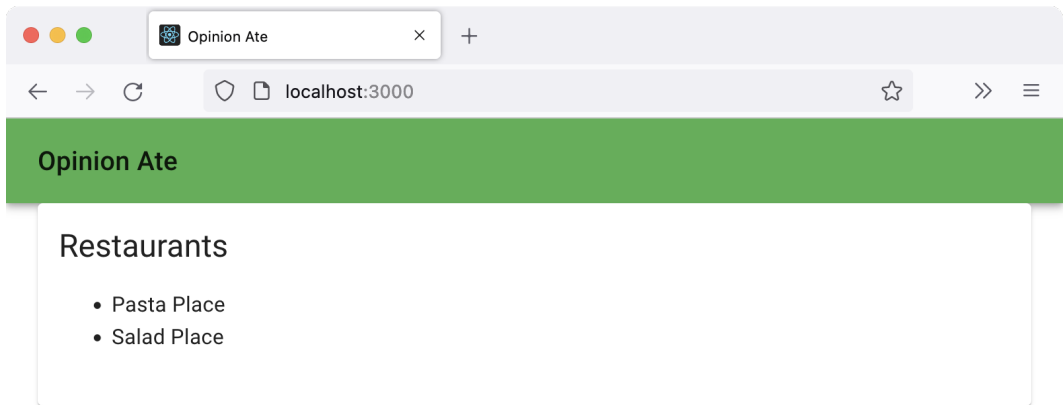 Opinion Ate
localhost:3000
Opinion Ate
Restaurants
• Pasta Place
• Salad Place